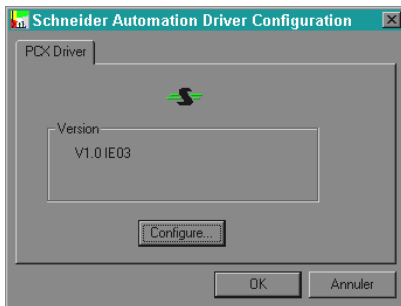 Schneider Automation Driver Configuration
PCX Driver
Version
V1.0 IE03
Configure...
OK
Annuler